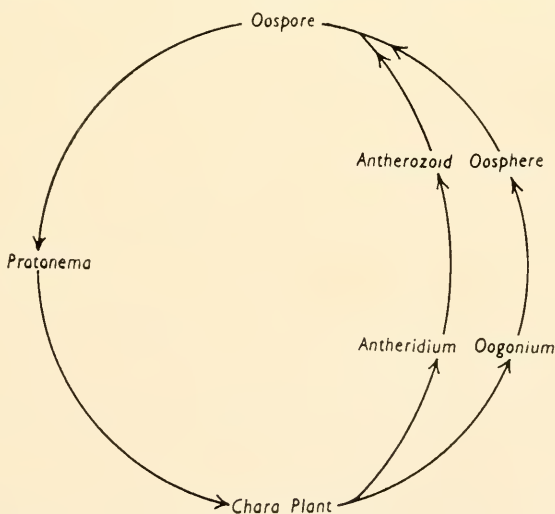 Oospore
Antherozoid Oosphere
Protonema
Antheridium Oogonium
Chara Plant